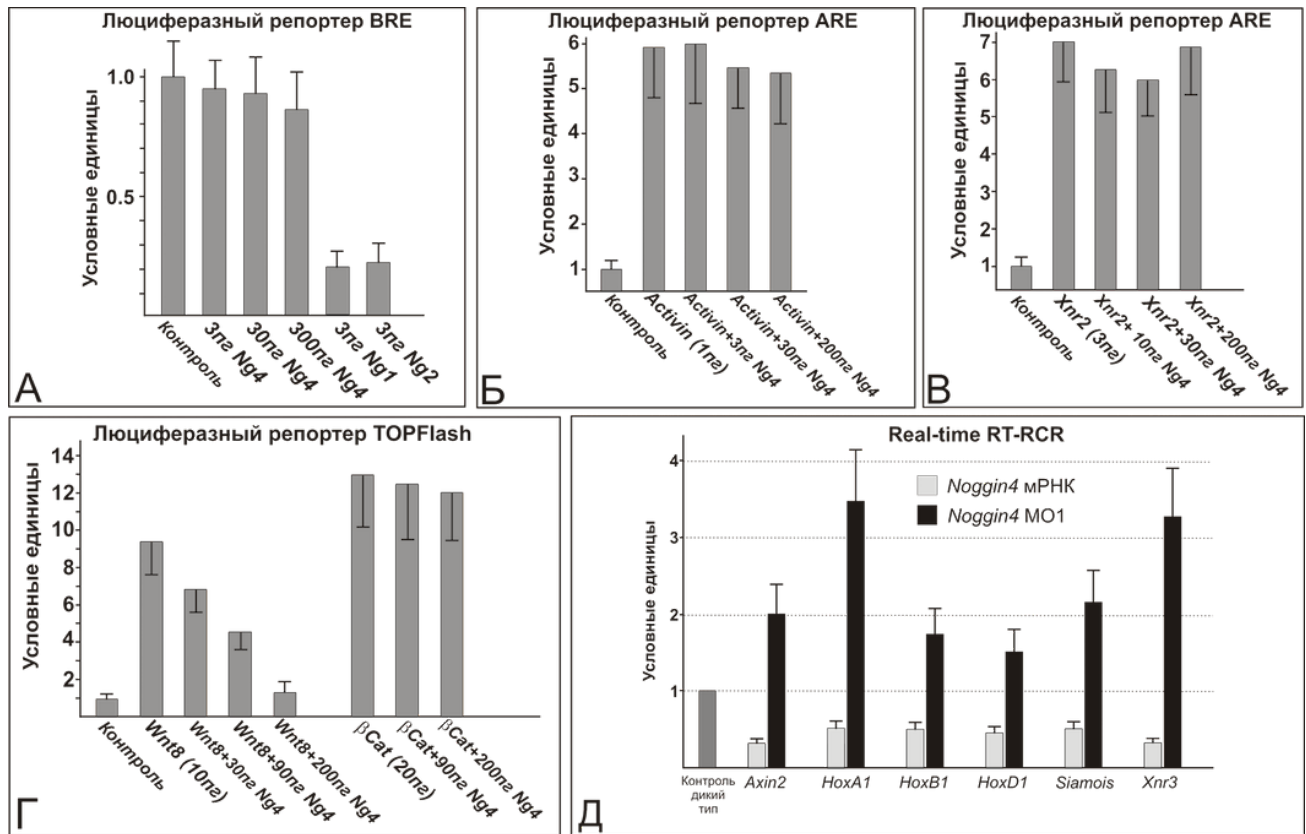 Люциферазный репортер BRE
Условные единицы
1.0
0.5
Контроль
3пг Ng4
30пг Ng4
300пг Ng4
3пг Ng1
3пг Ng2
А
Люциферазный репортер ARE
Условные единицы
6
5
4
3
2
1
Контроль
Activin (1пг)
Activin+3пг Ng4
Activin+30пг Ng4
Activin+200пг Ng4
Б
Люциферазный репортер ARE
Условные единицы
7
6
5
4
3
2
1
Контроль
Xnr2 (3пг)
Xnr2+10пг Ng4
Xnr2+30пг Ng4
Xnr2+200пг Ng4
В
Люциферазный репортер TOPFlash
Условные единицы
14
12
10
8
6
4
2
Контроль
Wnt8 (10пг)
Wnt8+30пг Ng4
Wnt8+90пг Ng4
Wnt8+200пг Ng4
βCat (20пг)
βCat+90пг Ng4
βCat+200пг Ng4
Г
Real-time RT-RCR
Условные единицы
4
3
2
1
Noggin4 мРНК
Noggin4 МО1
Контроль
дикий
тип
Axin2
HoxA1
HoxB1
HoxD1
Siamois
Xnr3
Д